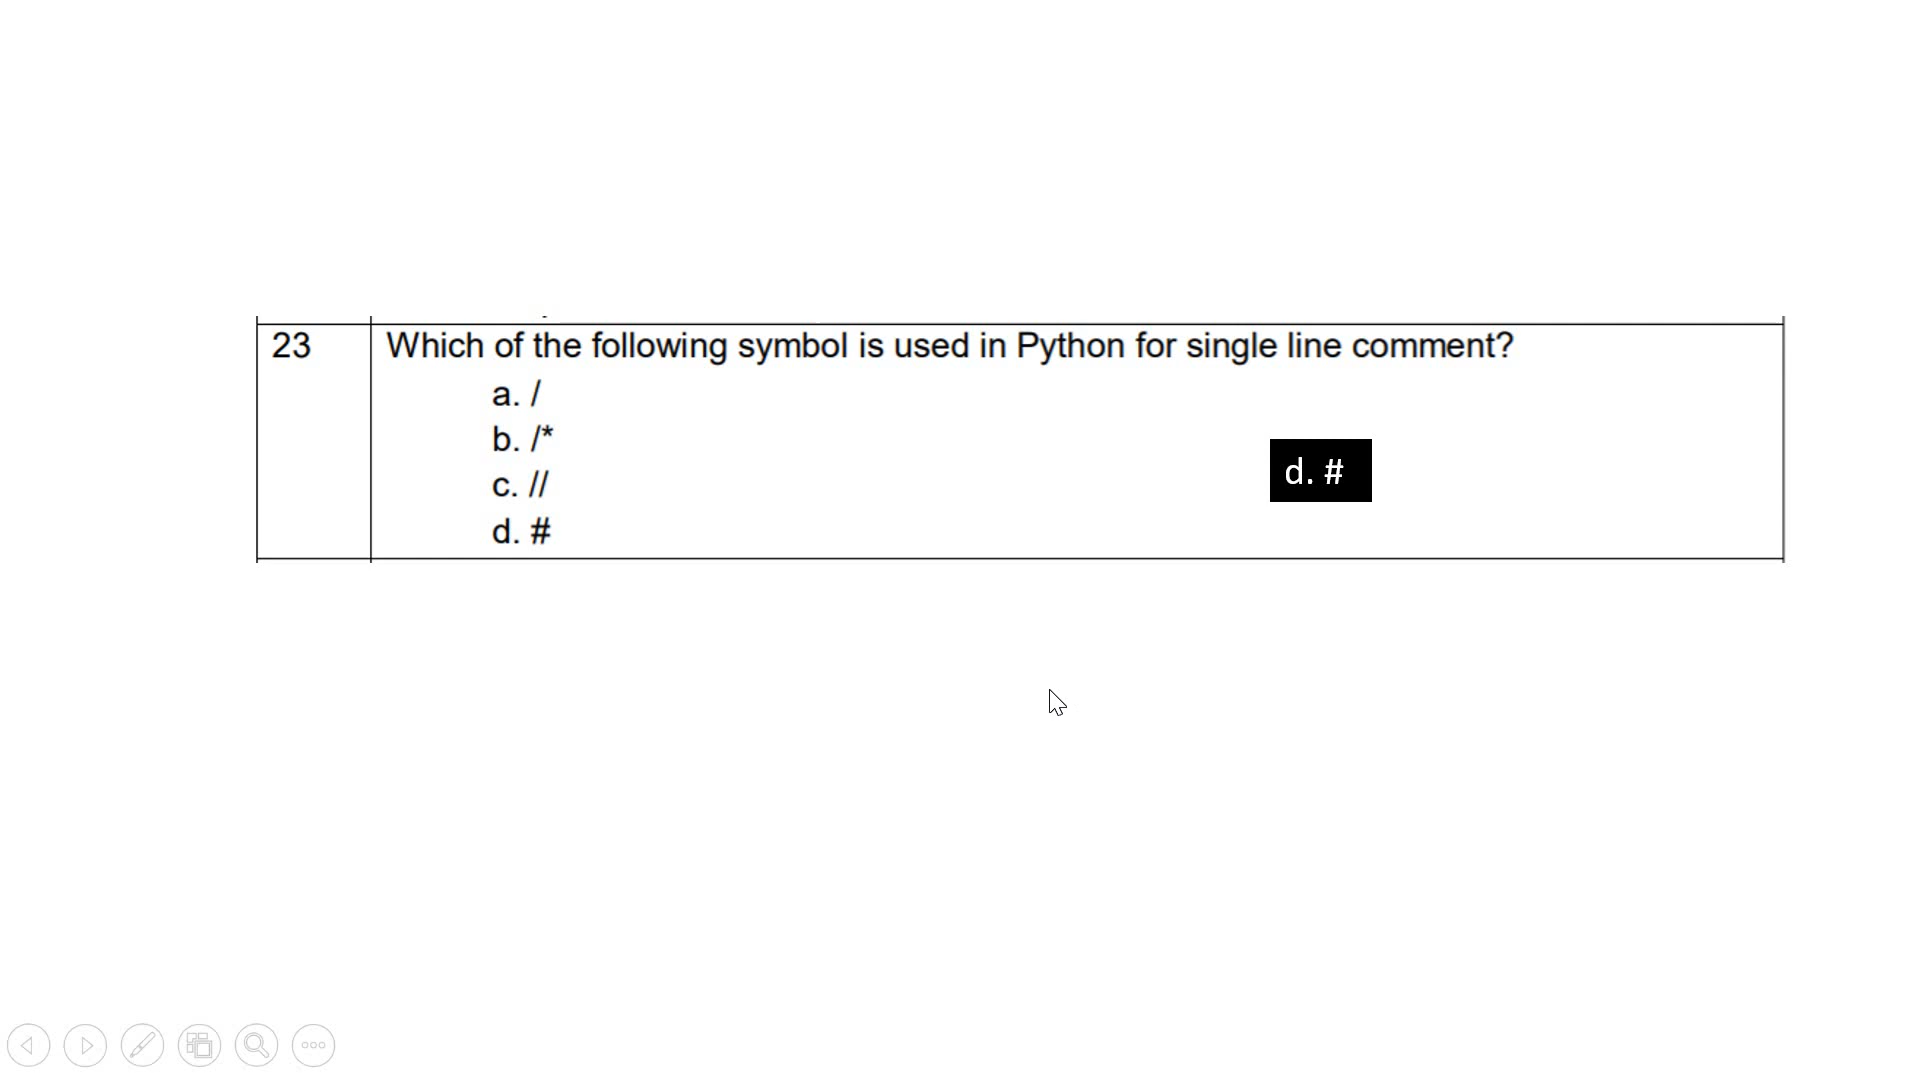 23 Which of the following symbol is used in Python for single line comment?
a. /
b. /*
c. //
d. #
d. #